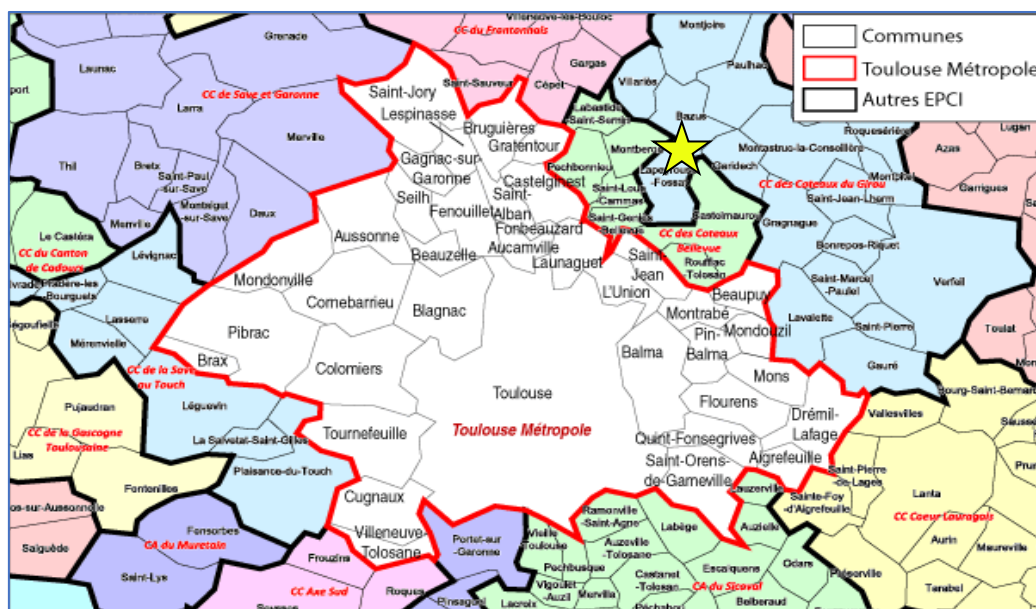 Communes
Toulouse Métropole
Autres EPCI
Villeneuve-lès-Bouloc
Montjoire
Grenade
CC du Frontonnais
Gargas
Paulhac
Launac
Villariès
Saint-Sauveur
Cépet
port
Larra
CC de Save et Garonne
Saint-Jory
Lespinasse
Labastide
-Saint-Sernin
Bazus
Lugan
Merville
Bruguières
Gratentour
Roquesérière
Montberon
Azas
Montastruc-la-Conseillère
Thil
Bretx
Gagnac-sur-
Garonne
Pechbonnieu
Lapeyrouse
-Fossat
Garidech
Montpitol
Saint-Paul
-sur-Save
Castelginest
CC des Coteaux du Girou
Garrigues
Seilh
Saint-
Alban
Saint-Loup
Cammas
Saint-Jean-Lherm
Montaigut
-sur-Save
Daux
Fenouillet
Castelmaurou
Gragnague
Menville
Saint-Geniès
Bellevue
Fonbeauzard
CC des Coteaux
Bellevue
Le Castéra
Aussonne
Aucamville
Bonrepos-Riquet
CC du Canton
de Cadours
Lévignac
Beauzelle
Launaguet
Saint-
Jean
Rouffiac
-Tolosan
Mondonville
Saint-Marcel
-Paulel
Verfeil
L'Union
Beaupuy
Cornebarrieu
Blagnac
Lasserre
Montrabé
Lavalette
Saint-Pierre
Toulat
Pibrac
Pin-
Balma
Mondouzil
Mérenvielle
Balma
Brax
CC de la Save
au Touch
Colomiers
Gauré
Mons
Bourg-Saint-Bernard
Toulouse
Pujaudran
Léguevin
Flourens
Vallesvilles
Drémil-
Lafage
CC de la Gascogne
Toulousaine
La Salvetat-Saint-Gilles
Tournefeuille
Toulouse Métropole
Quint-Fonsegrives
Lias
Plaisance-du-Touch
Saint-Orens-
de-Gameville
Aigrefeuille
Saint-Pierre
-de-Lages
Fontenilles
Cugnaux
Lauzerville
Sainte-Foy
-d'Aigrefeuille
Lanta
Ramonville
-Saint-Agne
Labège
CC Coeur Lauragais
Fonsorbes
Villeneuve-
Tolosane
Portet-sur
-Garonne
Vieille
Toulouse
Auzeville
-Tolosane
Auzielle
Aurin
CA du Muretain
Saiguède
Frouzins
Pechbusque
Escalquens
Odars
Maureville
Saint-Lys
Préserville
Vigoulet
-Auzil
Mervilla
Castanet
-Tolosan
CA du Sicoval
CC Axe Sud
Roques
Tarabel
Pinsaguel
Lacroix
Péchabou
Belberaud